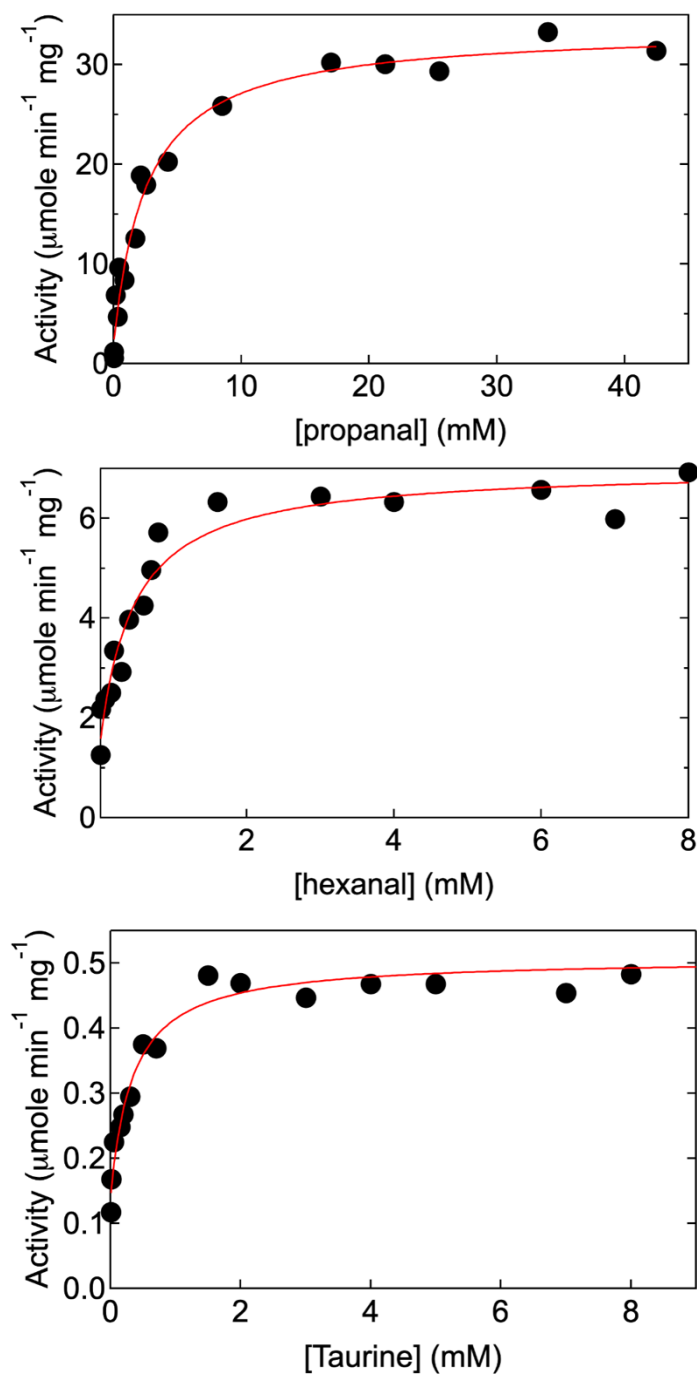 30
20
10
0
Activity (μmole min⁻¹ mg⁻¹)
0 10 20 30 40
[propanal] (mM)
6
4
2
0
Activity (μmole min⁻¹ mg⁻¹)
2 4 6 8
[hexanal] (mM)
0.5
0.4
0.3
0.2
0.1
0.0
Activity (μmole min⁻¹ mg⁻¹)
0 2 4 6 8
[Taurine] (mM)